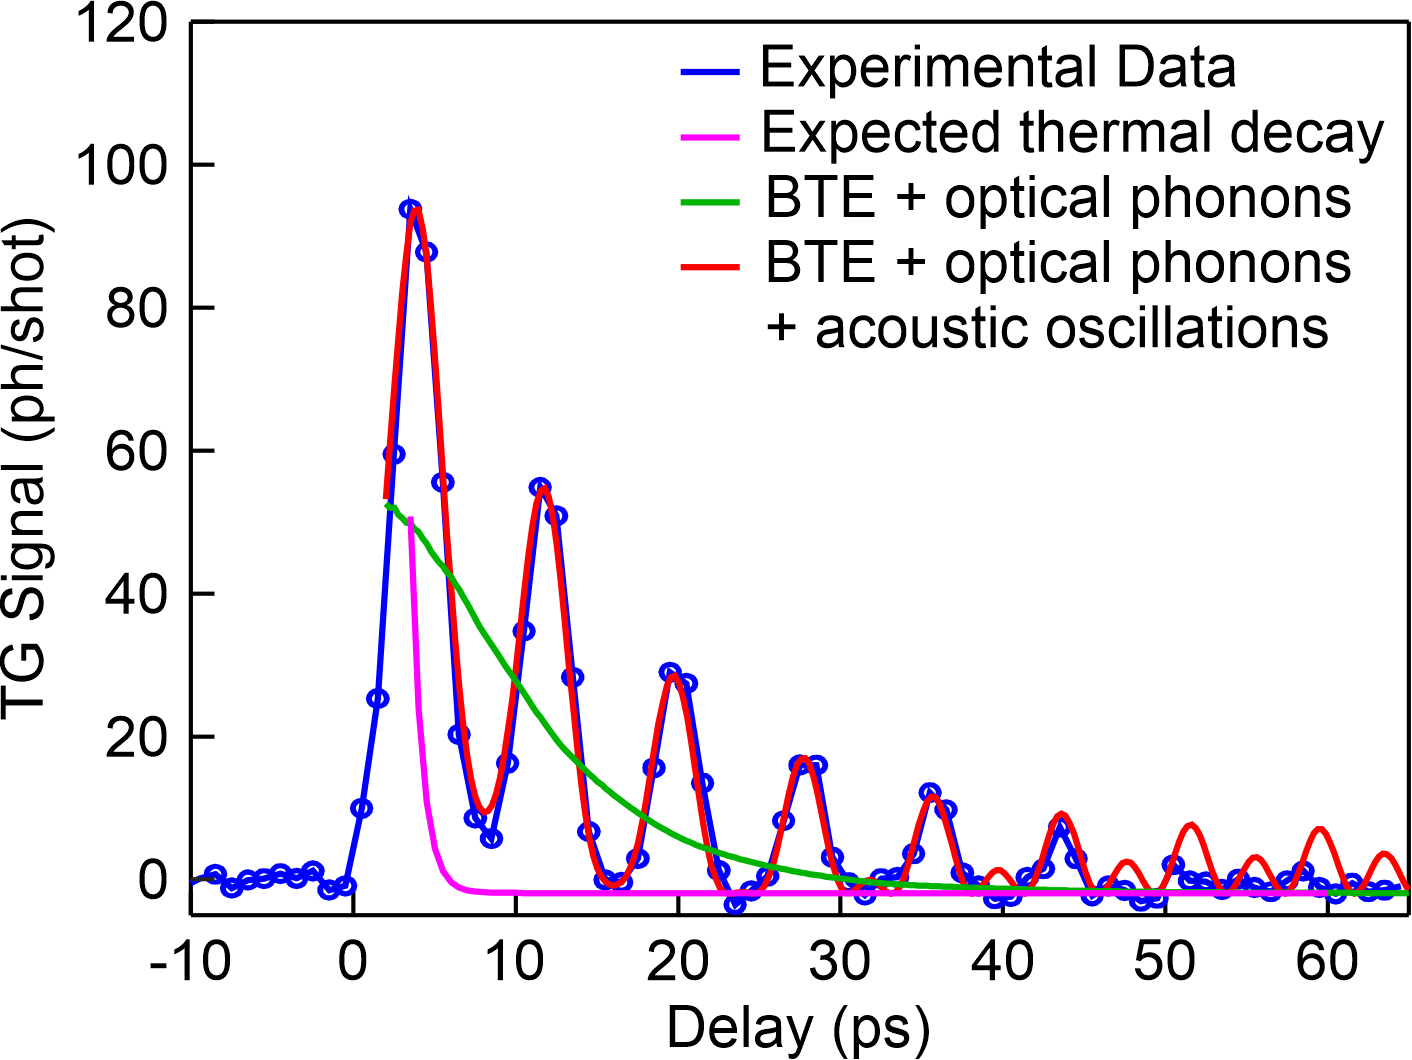 120
100
80
60
40
20
0
TG Signal (ph/shot)
Experimental Data
Expected thermal decay
BTE + optical phonons
BTE + optical phonons
+ acoustic oscillations
-10 0 10 20 30 40 50 60
Delay (ps)